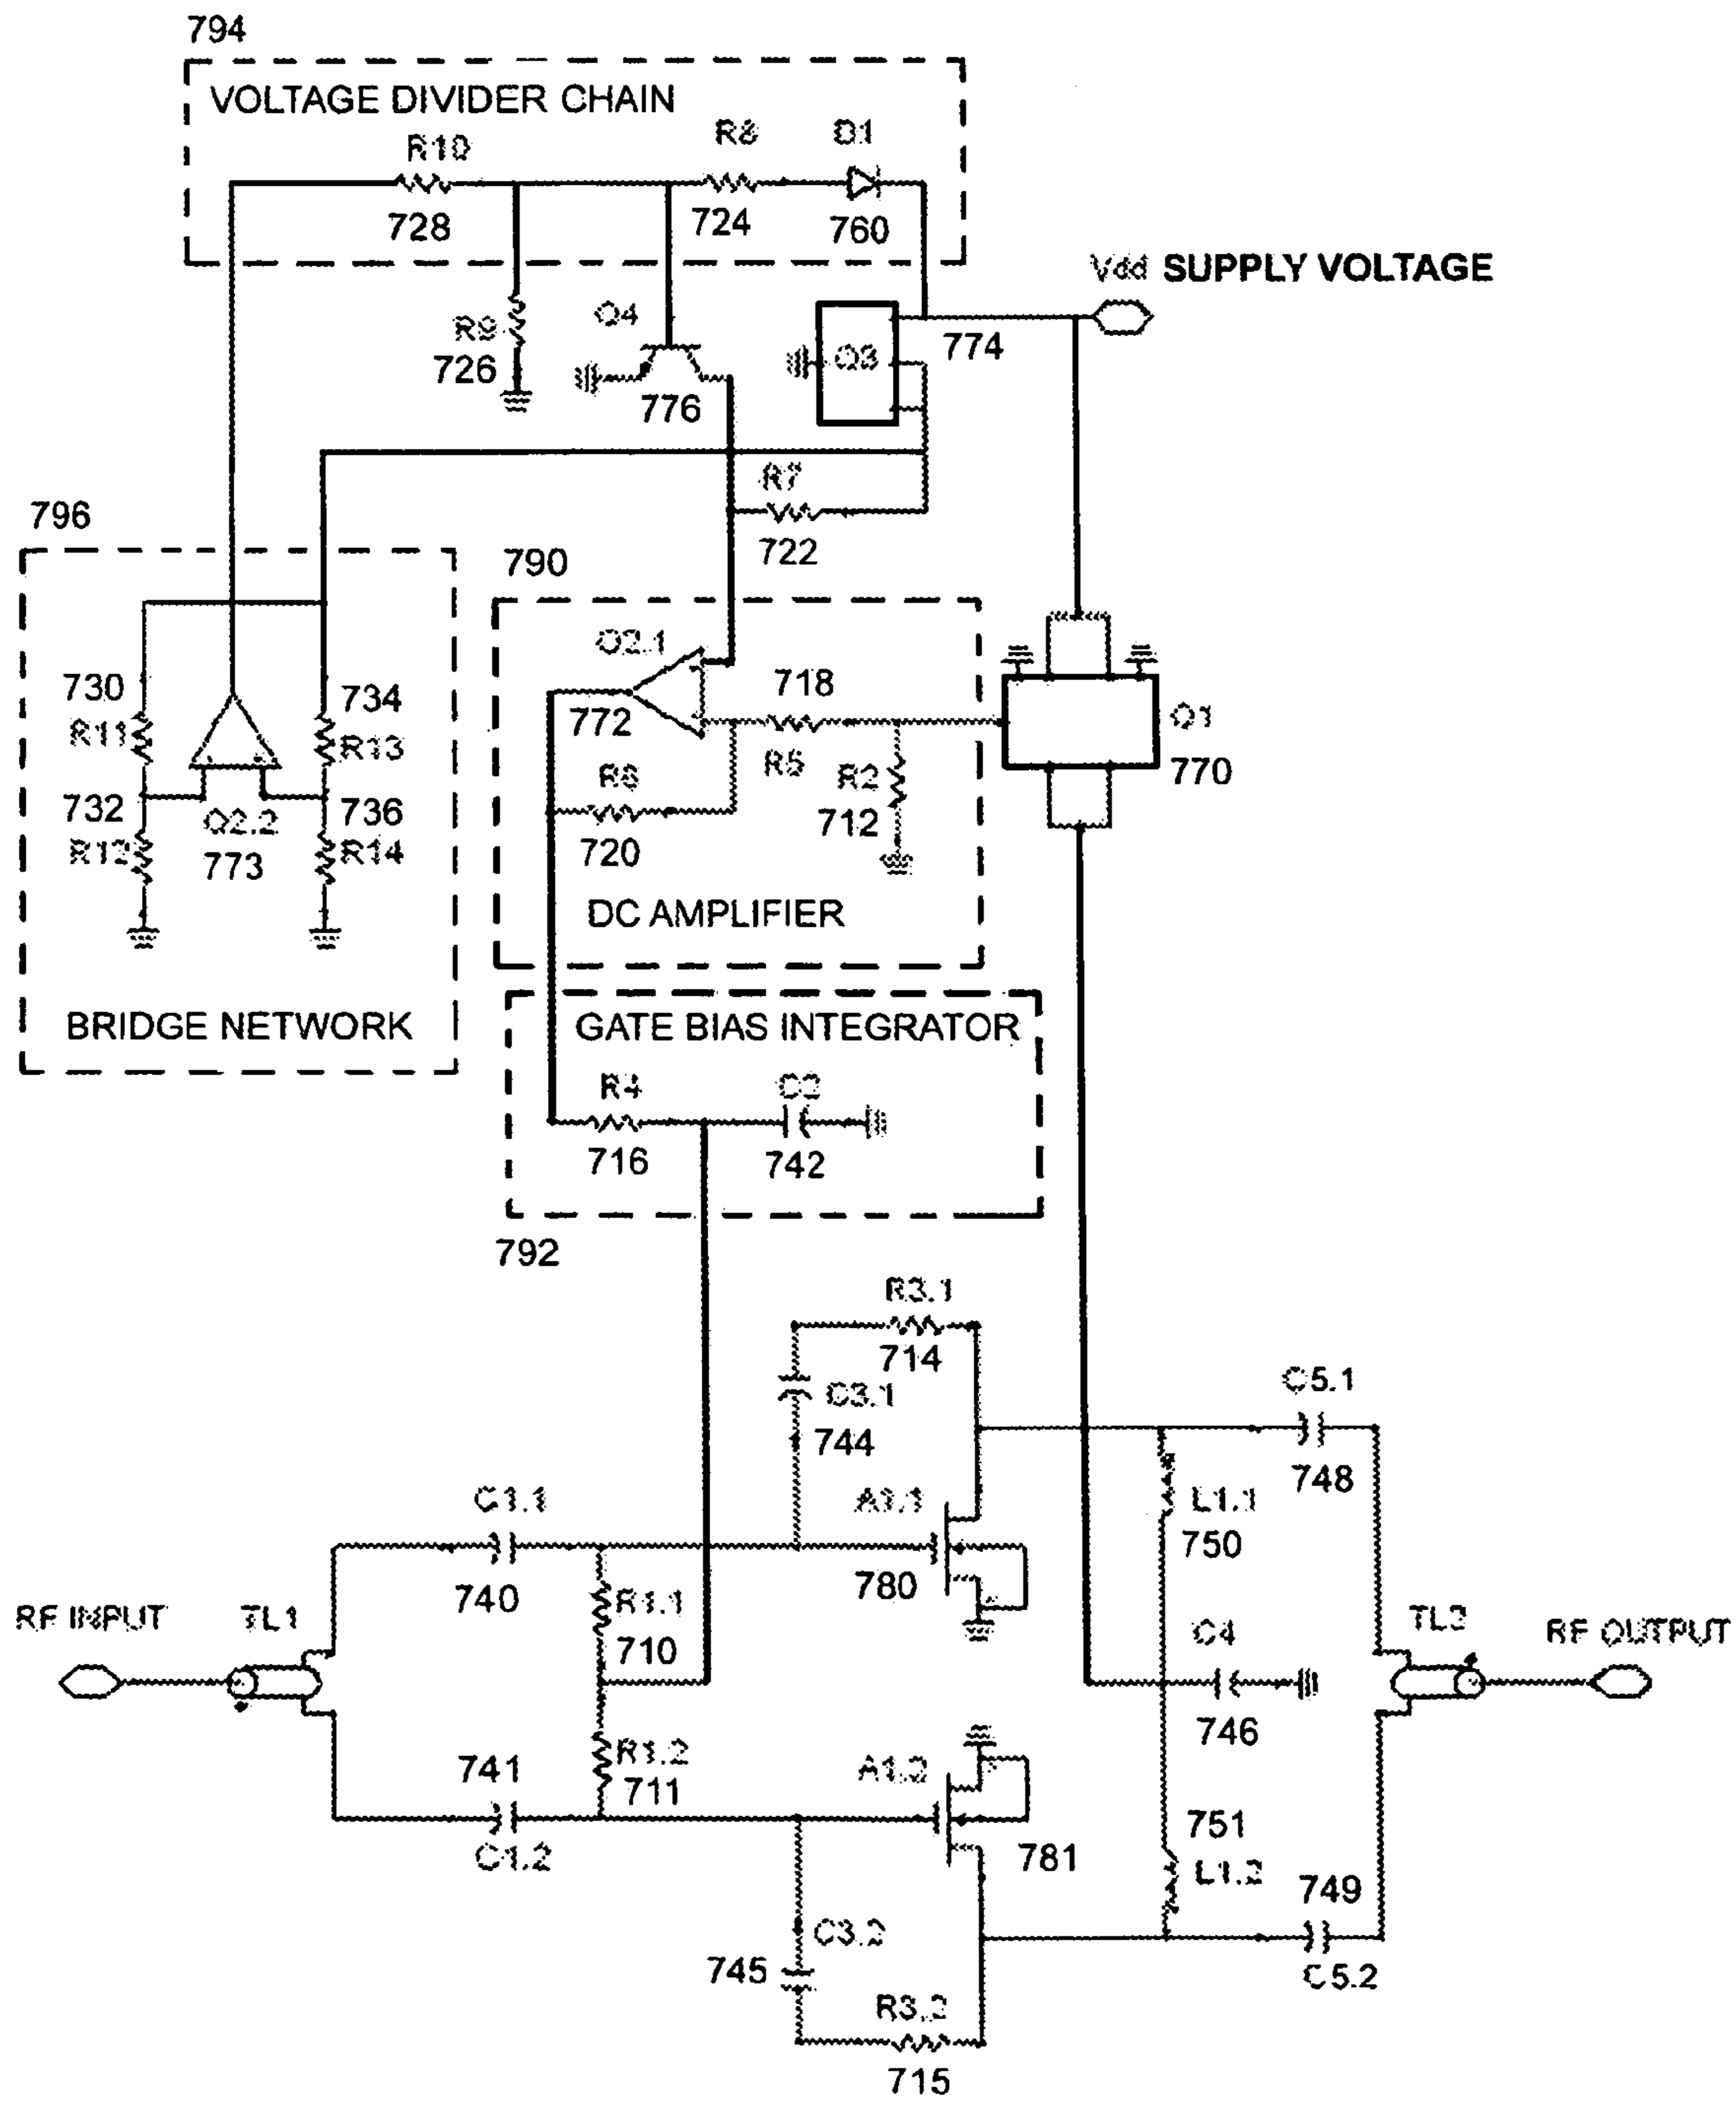 794
VOLTAGE DIVIDER CHAIN
R10
R8
D1
728
724
760
Vdd SUPPLY VOLTAGE
R9
726
Q4
776
Q3
774
R7
722
796
790
Q2.1
772
718
R5
R6
720
R2
712
DC AMPLIFIER
Q1
770
730
R11
734
R13
732
R12
Q2.2
773
736
R14
BRIDGE NETWORK
GATE BIAS INTEGRATOR
R4
C2
716
742
792
R3.1
714
C3.1
744
C5.1
748
C1.1
740
A1.1
780
L1.1
750
RF INPUT
TL1
R1.1
710
C4
746
TL2
RF OUTPUT
741
C1.2
R1.2
711
A1.2
781
751
L1.2
749
C5.2
C3.2
745
R3.2
715